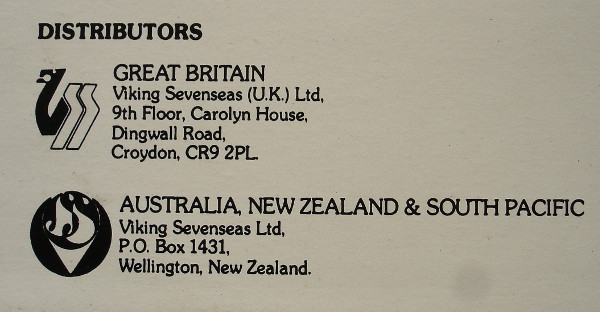 DISTRIBUTORS
GREAT BRITAIN
Viking Sevenseas (U.K.) Ltd,
9th Floor, Carolyn House,
Dingwall Road,
Croydon, CR9 2PL.
AUSTRALIA, NEW ZEALAND & SOUTH PACIFIC
Viking Sevenseas Ltd,
P.O. Box 1431,
Wellington, New Zealand.